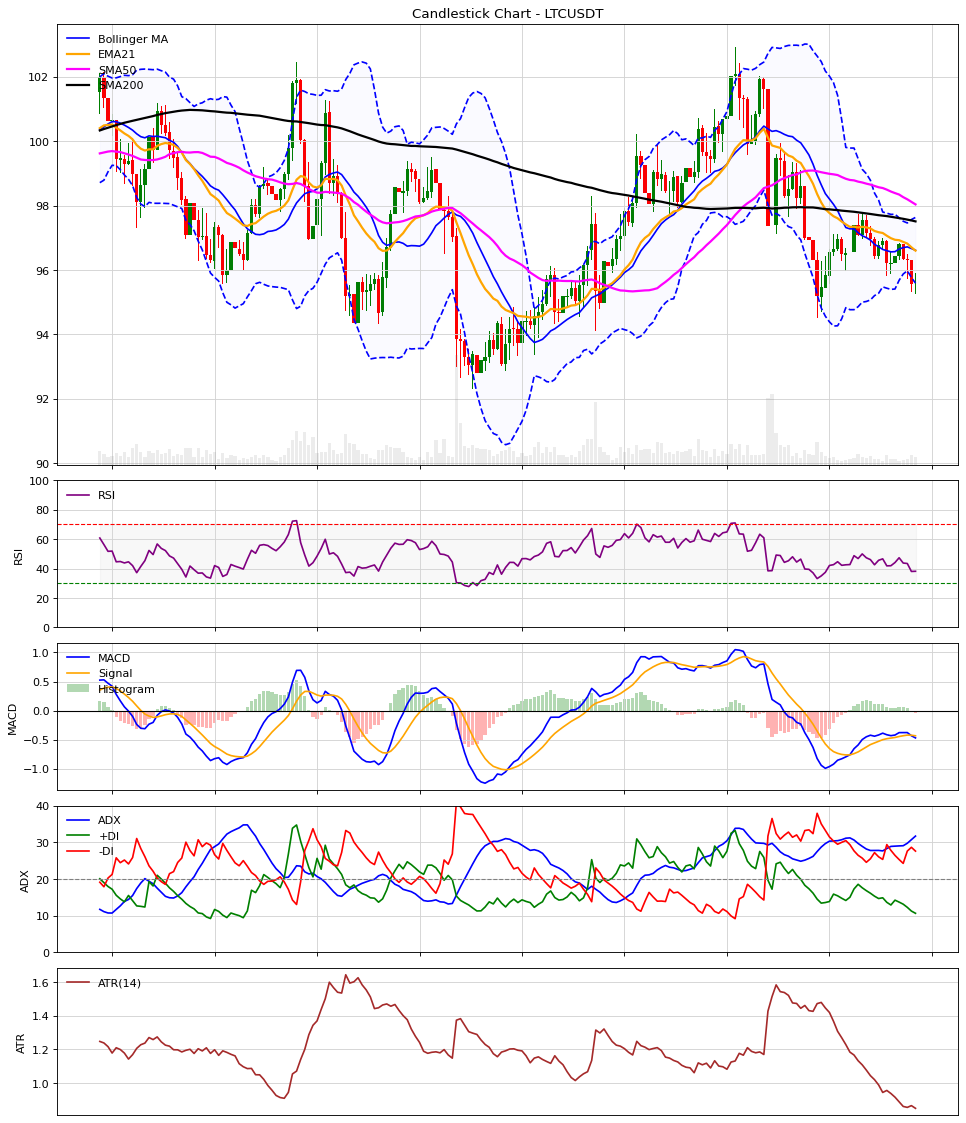 Candlestick Chart - LTCUSDT
Bollinger MA
EMA21
SMA50
SMA200
102
100
98
96
94
92
90
RSI
100
80
60
40
20
0
RSI
MACD
Signal
Histogram
1.0
0.5
0.0
−0.5
−1.0
MACD
ADX
+DI
-DI
40
30
20
10
0
ADX
ATR(14)
1.6
1.4
1.2
1.0
ATR